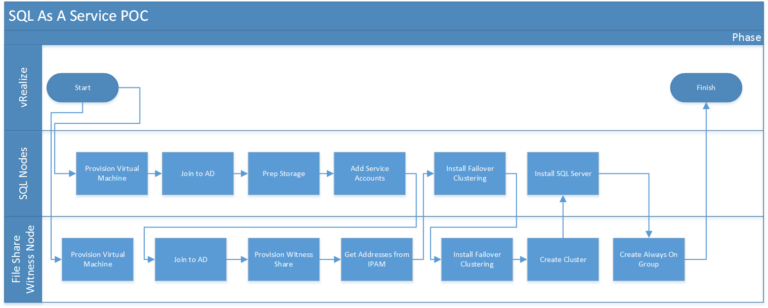 SQL As A Service POC
Phase
vRealize
Start
Finish
SQL Nodes
Provision Virtual
Machine
Join to AD
Prep Storage
Add Service
Accounts
Install Failover
Clustering
Install SQL Server
File Share
Witness Node
Provision Virtual
Machine
Join to AD
Provision Witness
Share
Get Addresses from
IPAM
Install Failover
Clustering
Create Cluster
Create Always On
Group